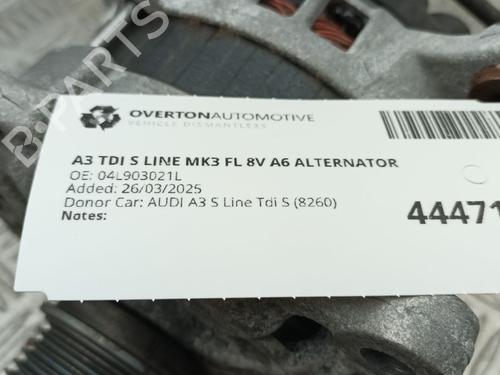 B-PARTS
OVERTONAUTOMOTIVE
VEHICLE DISMANTLERS
A3 TDI S LINE MK3 FL 8V A6 ALTERNATOR
OE: 04L903021L
Added: 26/03/2025
Donor Car: AUDI A3 S Line Tdi S (8260)
44471
Notes: